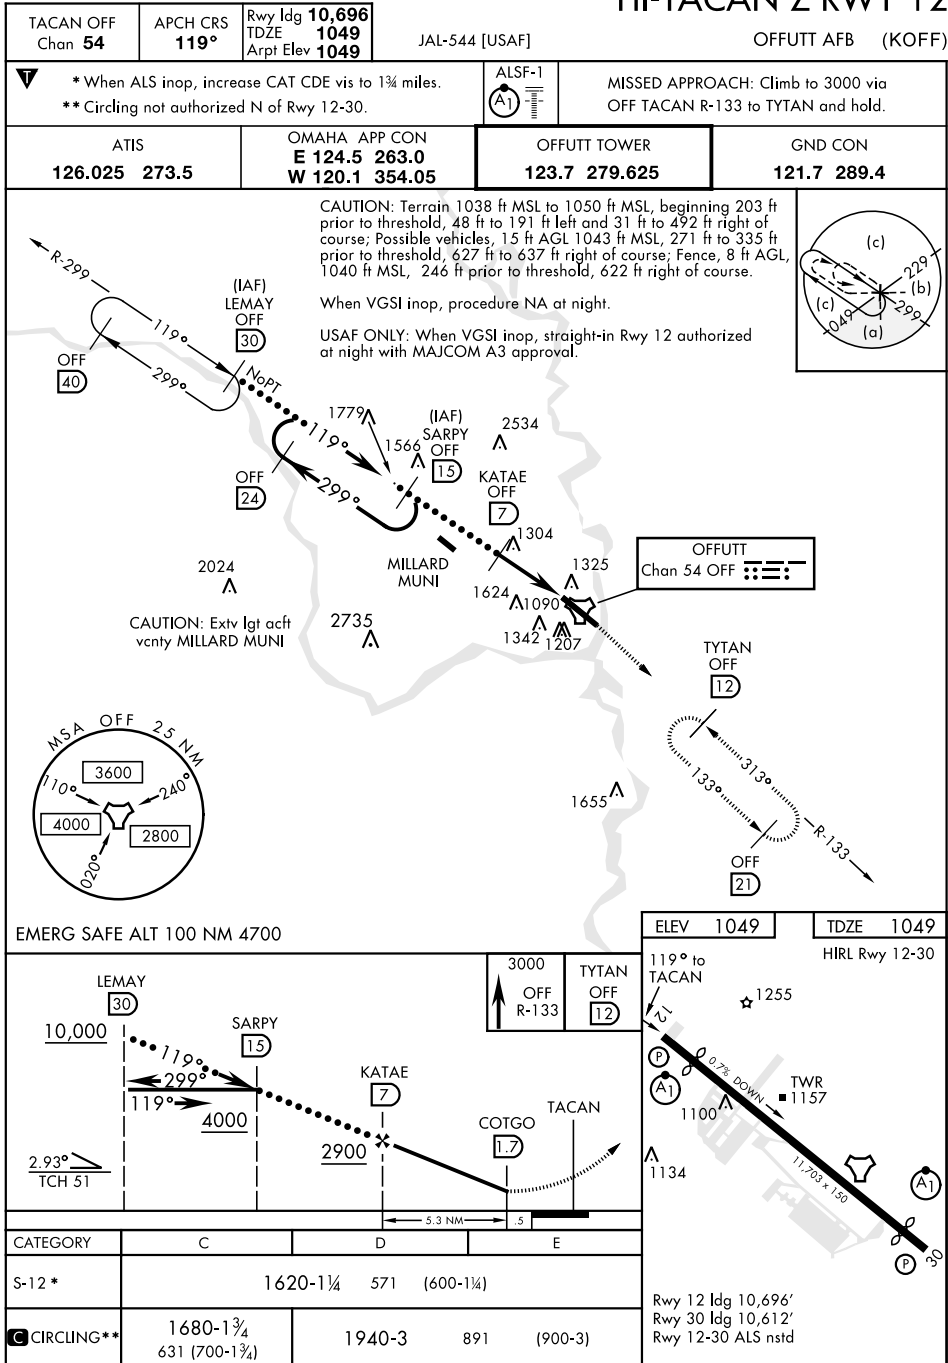 HI-TACAN Z RWY 12
TACAN OFF
Chan 54
APCH CRS
119°
Rwy ldg 10,696
TDZE 1049
Arpt Elev 1049
JAL-544 [USAF]
OFFUTT AFB (KOFF)
T
* When ALS inop, increase CAT CDE vis to 1¾ miles.
** Circling not authorized N of Rwy 12-30.
ALSF-1
A1
MISSED APPROACH: Climb to 3000 via
OFF TACAN R-133 to TYTAN and hold.
ATIS
126.025 273.5
OMAHA APP CON
E 124.5 263.0
W 120.1 354.05
OFFUTT TOWER
123.7 279.625
GND CON
121.7 289.4
CAUTION: Terrain 1038 ft MSL to 1050 ft MSL, beginning 203 ft
prior to threshold, 48 ft to 191 ft left and 31 ft to 492 ft right of
course; Possible vehicles, 15 ft AGL 1043 ft MSL, 271 ft to 335 ft
prior to threshold, 627 ft to 637 ft right of course; Fence, 8 ft AGL,
1040 ft MSL, 246 ft prior to threshold, 622 ft right of course.
When VGSI inop, procedure NA at night.
USAF ONLY: When VGSI inop, straight-in Rwy 12 authorized
at night with MAJCOM A3 approval.
(c)
229
(b)
(c)
299
049
(a)
R-299
(IAF)
LEMAY
OFF
30
119°
299°
OFF
40
NoPT
1779
119°
1566
(IAF)
SARPY
OFF
15
2534
OFF
24
299°
KATAE
OFF
7
1304
MILLARD
MUNI
OFFUTT
Chan 54 OFF
1325
2024
1624
1090
CAUTION: Extv lgt acft
vcnty MILLARD MUNI
2735
1342
1207
TYTAN
OFF
12
MSA OFF 25 NM
3600
110°
240°
4000
2800
020°
1655
313°
133°
R-133
OFF
21
EMERG SAFE ALT 100 NM 4700
ELEV 1049
TDZE 1049
HIRL Rwy 12-30
119° to
TACAN
12
1255
P
A1
0.7% DOWN
TWR
1157
1100
1134
11,703 x 150
A1
P
30
Rwy 12 ldg 10,696'
Rwy 30 ldg 10,612'
Rwy 12-30 ALS nstd
3000
OFF
R-133
TYTAN
OFF
12
LEMAY
30
10,000
119°
299°
119°
SARPY
15
4000
KATAE
7
2900
COTGO
1.7
TACAN
2.93°
TCH 51
5.3 NM
.5
CATEGORY C D E
S-12 * 1620-1¼ 571 (600-1¼)
C CIRCLING** 1680-1¾
631 (700-1¾)
1940-3 891 (900-3)